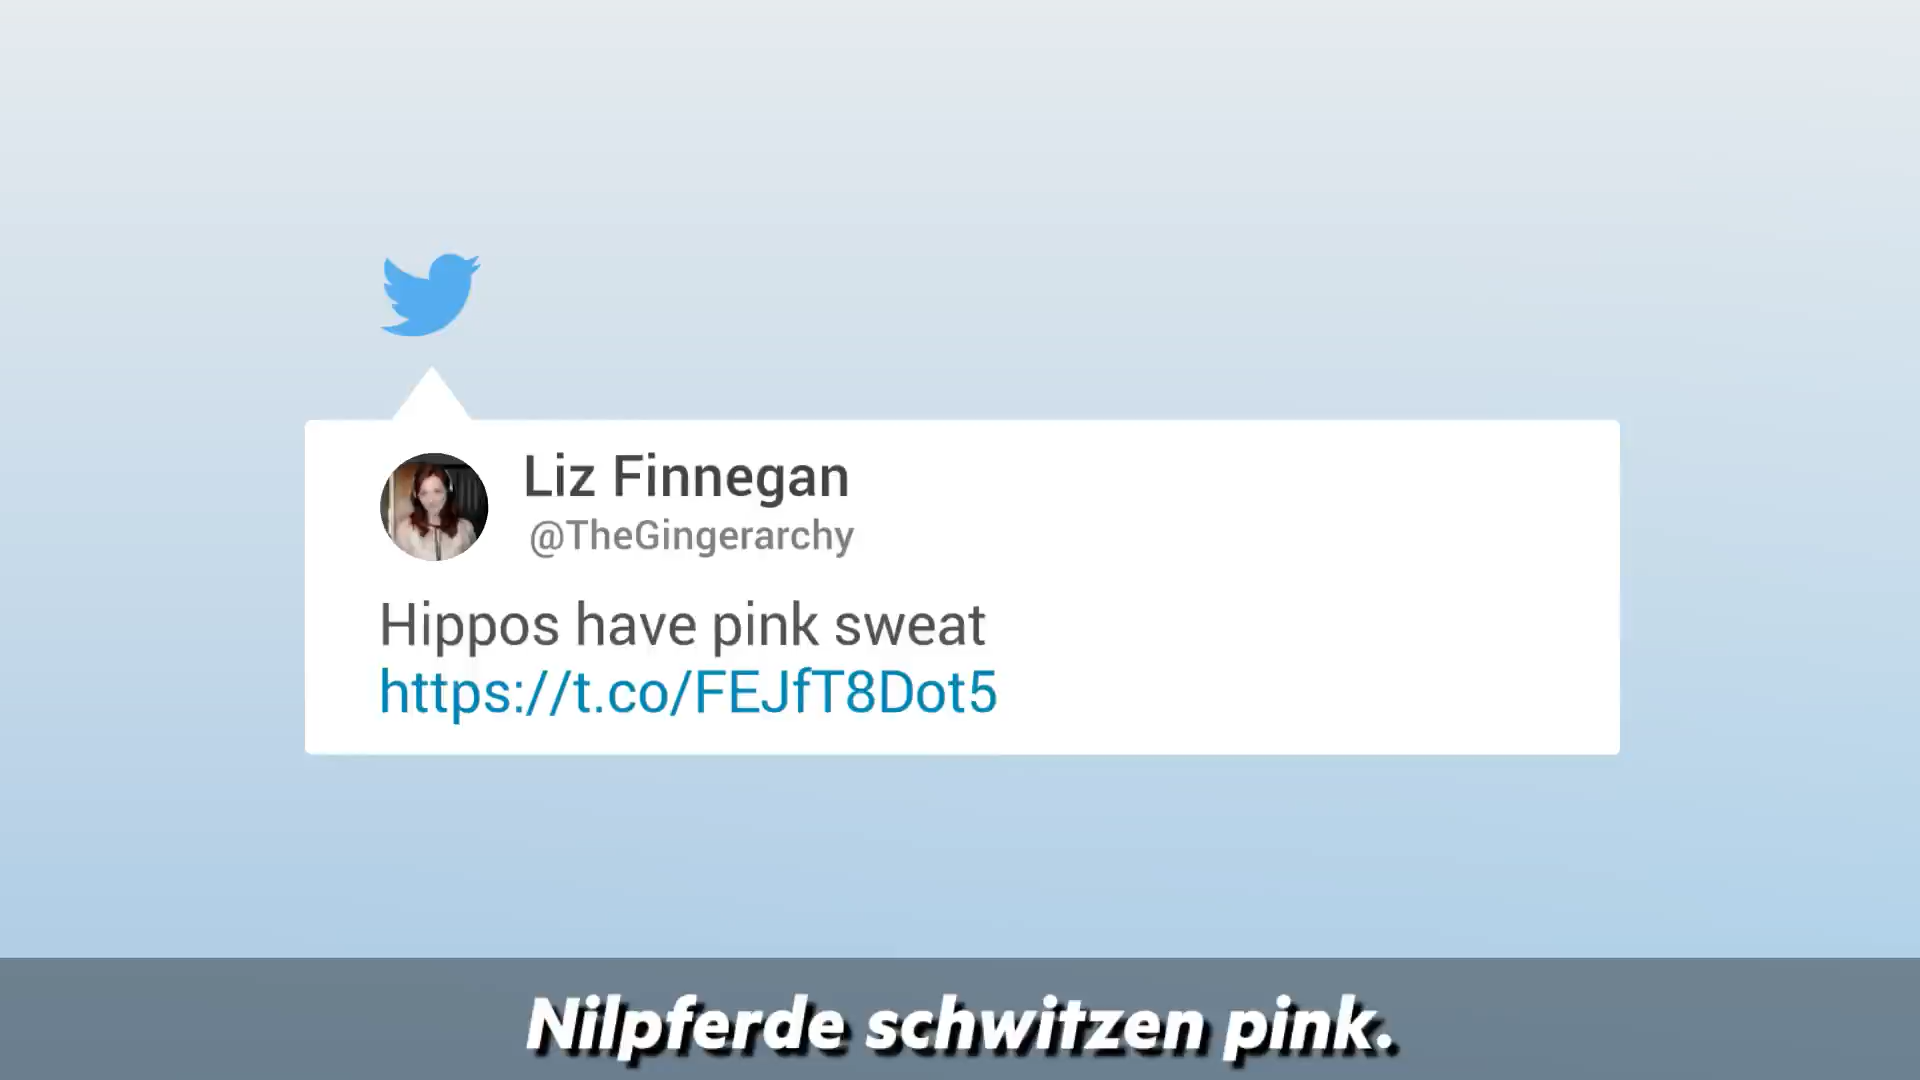 Liz Finnegan
@TheGingerarchy
Hippos have pink sweat
https://t.co/FEJfT8Dot5
Nilpferde schwitzen pink.